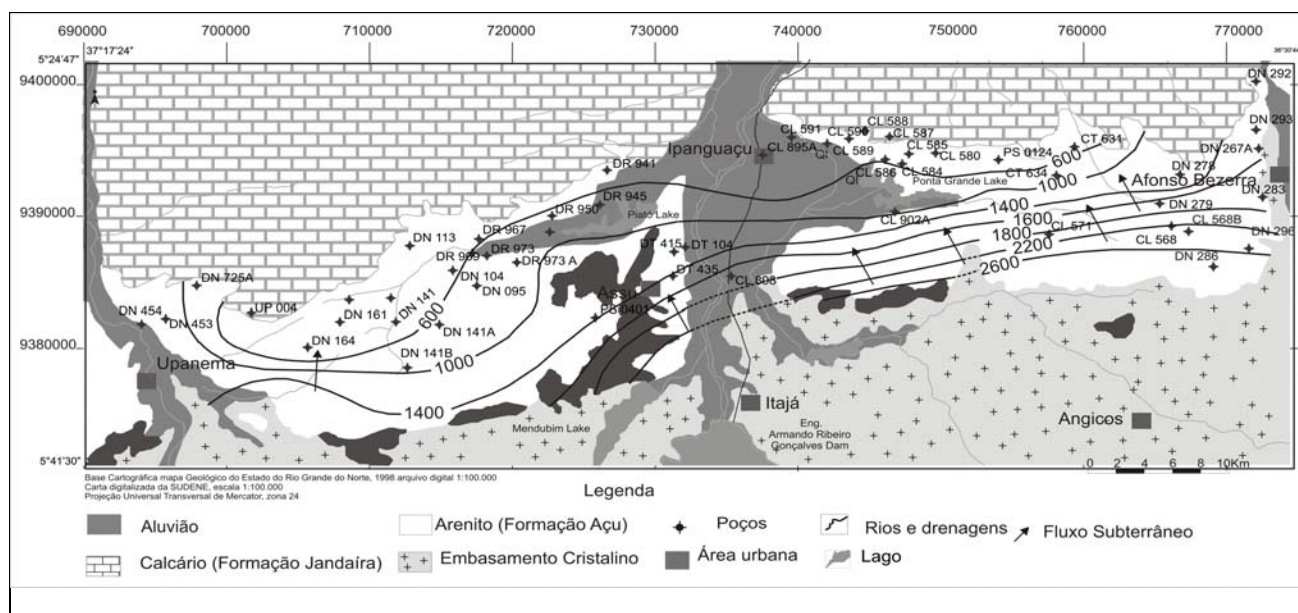 690000 700000 710000 720000 730000 740000 750000 760000 770000
37°17'24"
5°24'47"
9400000
DN 292
DN 293
CL 588
CL 591
CL 587
CT 631
CL 895A
CL 589
CL 585
Ipanguaçu
QI
CL 580
PS 0124
600
DN 267A
DR 941
CL 586
CL 584
CT 634
DN 278
Afonso Bezerra
QI
Ponta Grande Lake
1000
DN 283
DR 945
9390000
DR 950
Piató Lake
1400
DN 279
CL 902A
1600
CL 568B
DR 967
1800
CL 571
DN 113
DR 973
DT 415
DT 104
2200
CL 568
DN 296
DR 969
DR 973 A
2600
DN 286
DN 104
DN 725A
DT 435
DN 095
Assu
CL 898
UP 004
DN 161
DN 141
600
DN 454
DN 453
PS 0401
DN 141A
9380000
DN 164
Upanema
DN 141B
1000
1400
Itajá
Angicos
Mendubim Lake
Eng.
Armando Ribeiro
Gonçalves Dam
5°41'30"
0 2 4 6 8 10Km
Base Cartográfica mapa Geológico do Estado do Rio Grande do Norte, 1998 arquivo digital 1:100.000
Carta digitalizada da SUDENE, escala 1:100.000
Projeção Universal Transversal de Mercator, zona 24
Legenda
Aluvião
Arenito (Formação Açu)
Poços
Rios e drenagens
Fluxo Subterrâneo
Calcário (Formação Jandaíra)
Embasamento Cristalino
Área urbana
Lago